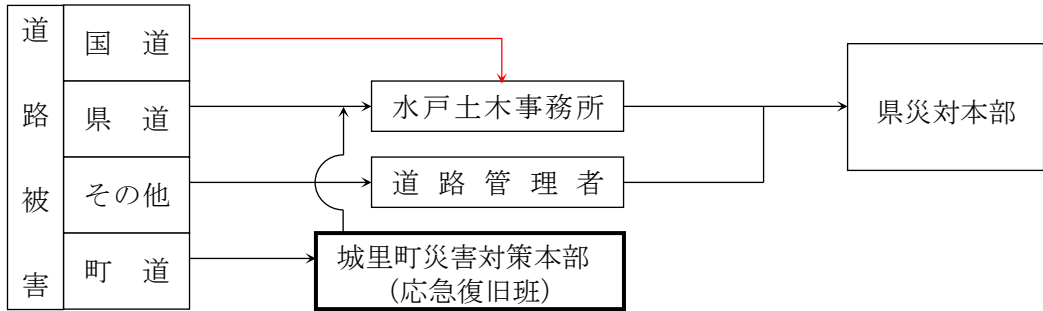 道路被害
国道
県道
その他
町道
水戸土木事務所
道路管理者
城里町災害対策本部
（応急復旧班）
県災対本部